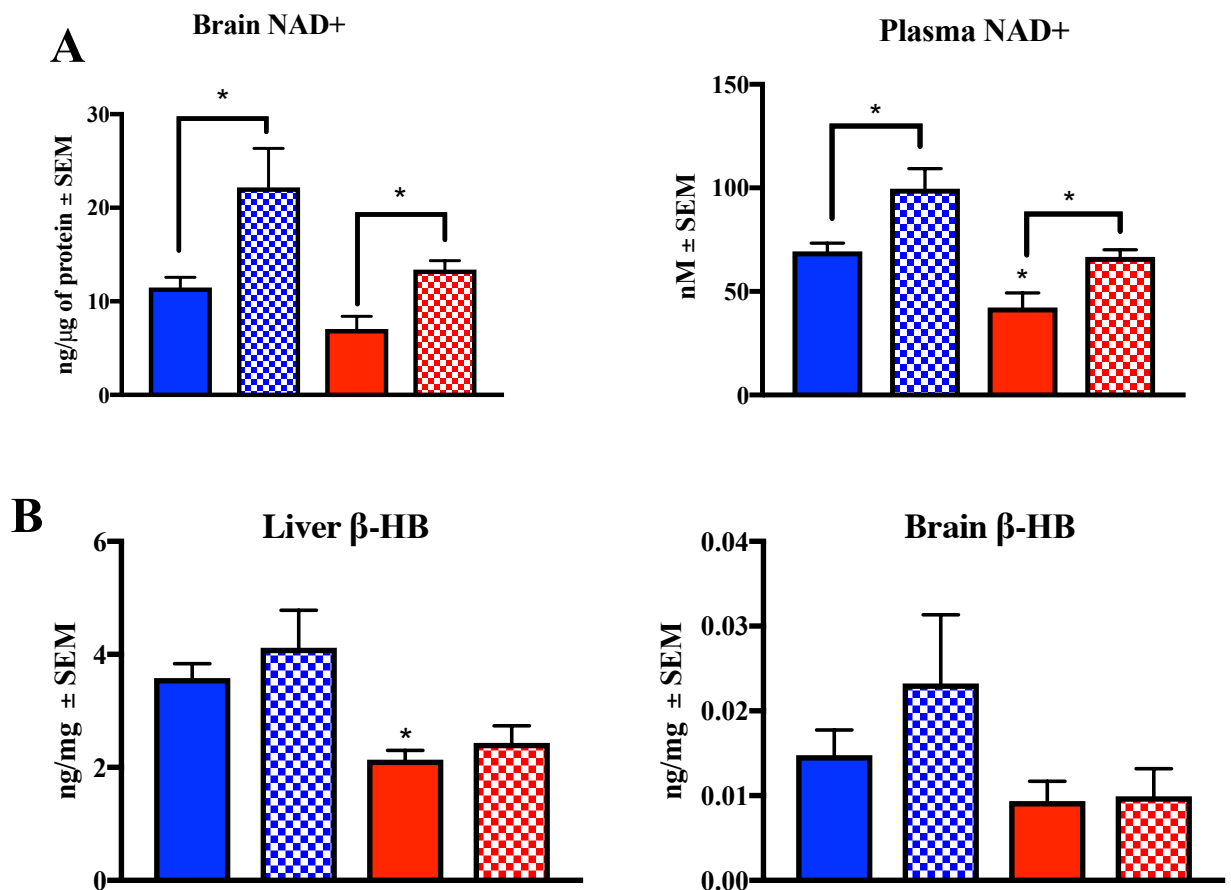 A
Brain NAD+
ng/μg of protein ± SEM
30
20
10
0
*
*
Plasma NAD+
nM ± SEM
150
100
50
0
*
*
*
B
Liver β-HB
ng/mg ± SEM
6
4
2
0
*
Brain β-HB
ng/mg ± SEM
0.04
0.03
0.02
0.01
0.00